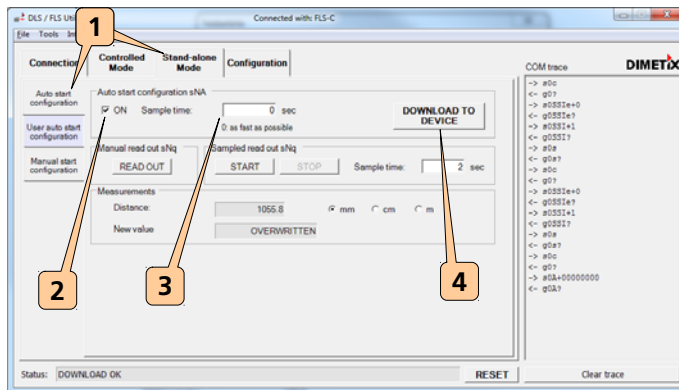 DLS / FLS Uti
Connected with: FLS-C
1
File Tools In
Connection
Controlled Mode
Stand-alone Mode
Configuration
COM trace
DIMETIX
Auto start configuration
User auto start configuration
Manual start configuration
Auto start configuration sNA
ON Sample time: 0 sec
0: as fast as possible
DOWNLOAD TO DEVICE
Manual read out sNq
READ OUT
Sampled read out sNq
START STOP Sample time: 2 sec
Measurements
Distance: 1055.8 mm cm m
New value OVERWRITTEN
2
3
4
-> s0c
<- g0?
-> s0SSIe+0
<- g0SSIe?
-> s0SSI+1
<- g0SSI?
-> s0s
<- g0s?
-> s0c
<- g0?
-> s0SSIe+0
<- g0SSIe?
-> s0SSI+1
<- g0SSI?
-> s0s
<- g0s?
-> s0c
<- g0?
-> s0A+00000000
<- g0A?
Status: DOWNLOAD OK
RESET
Clear trace